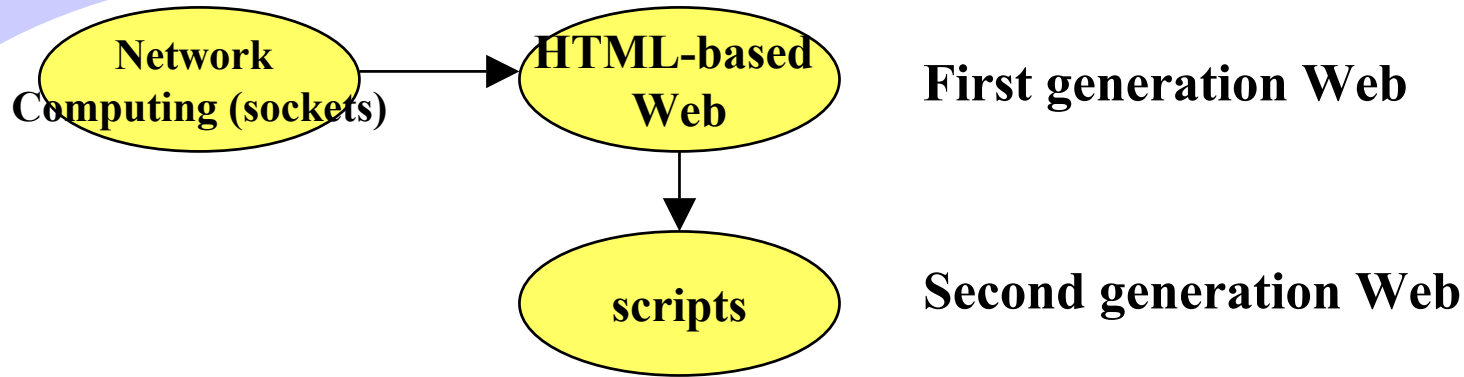 Network
Computing (sockets)
HTML-based
Web
First generation Web
scripts
Second generation Web